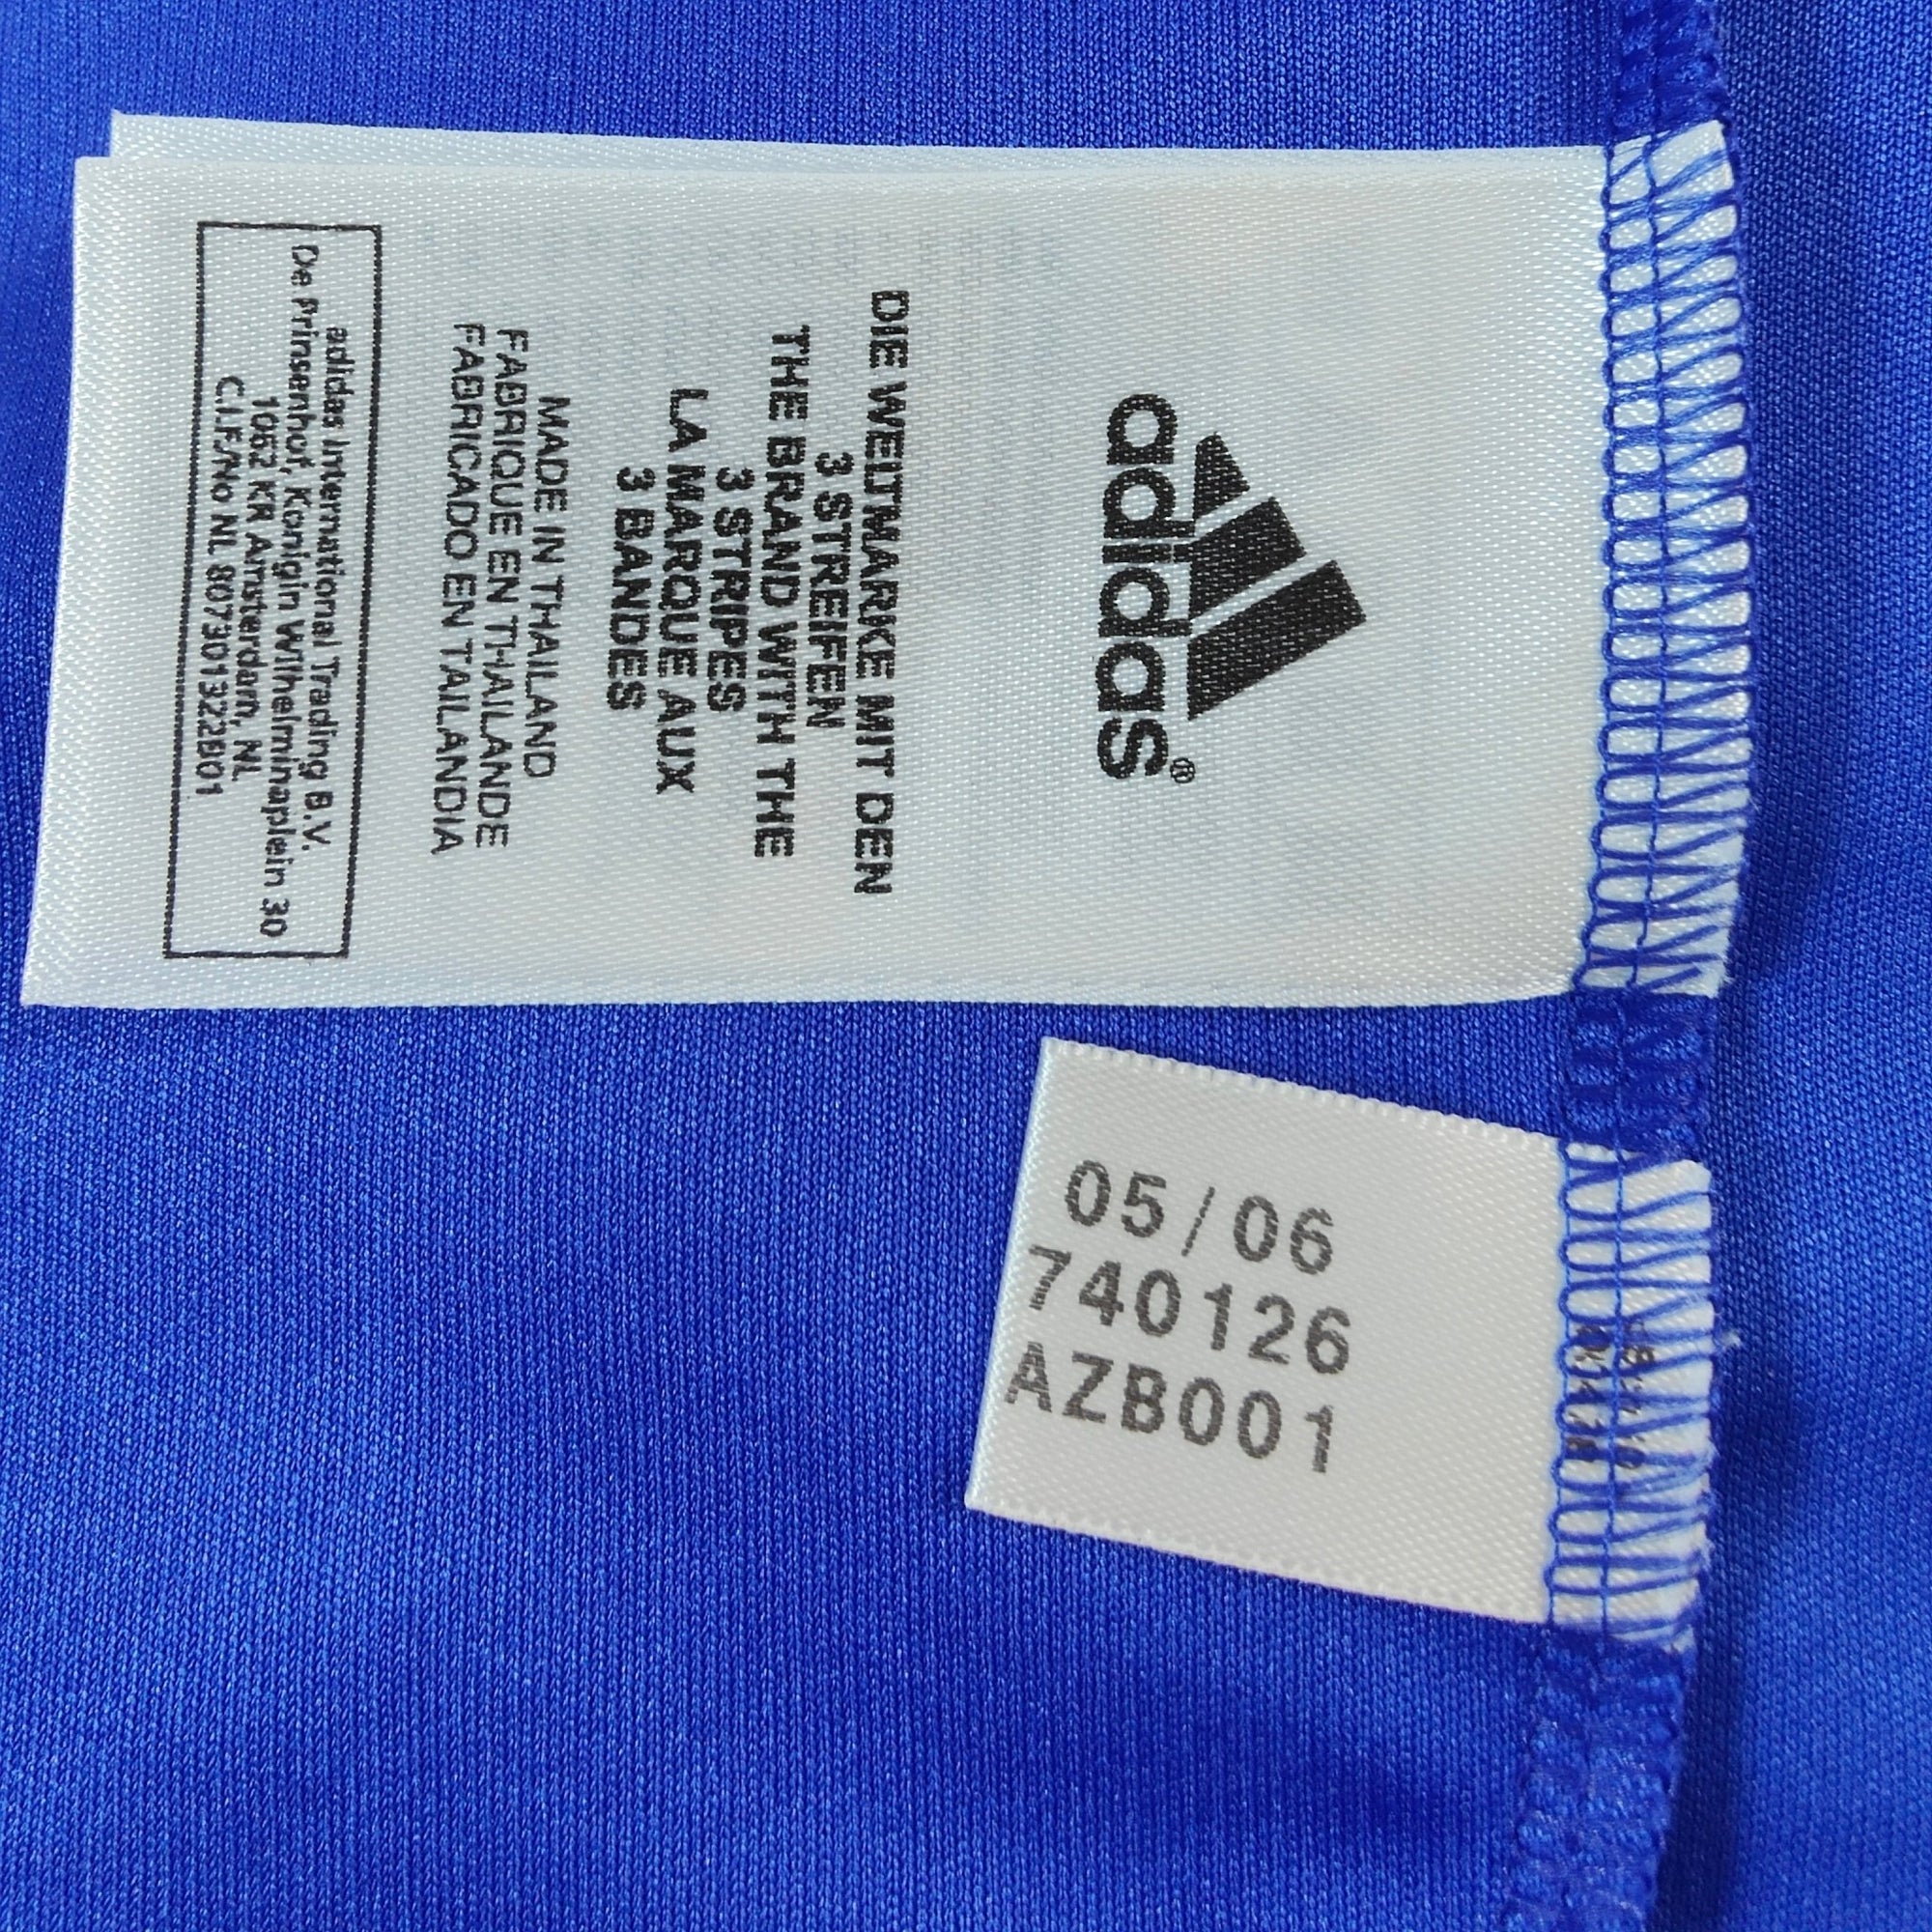 adidas®
DIE WELTMARKE MIT DEN
3 STREIFEN
THE BRAND WITH THE
3 STRIPES
LA MARQUE AUX
3 BANDES
MADE IN THAILAND
FABRIQUE EN THAILANDE
FABRICADO EN TAILANDIA
adidas International Trading B.V.
De Prinsenhof, Konigin Wilhelminaplein 30
1062 KR Amsterdam, NL
C.I.F/No NL 807301322B01
05/06
740126
AZB001